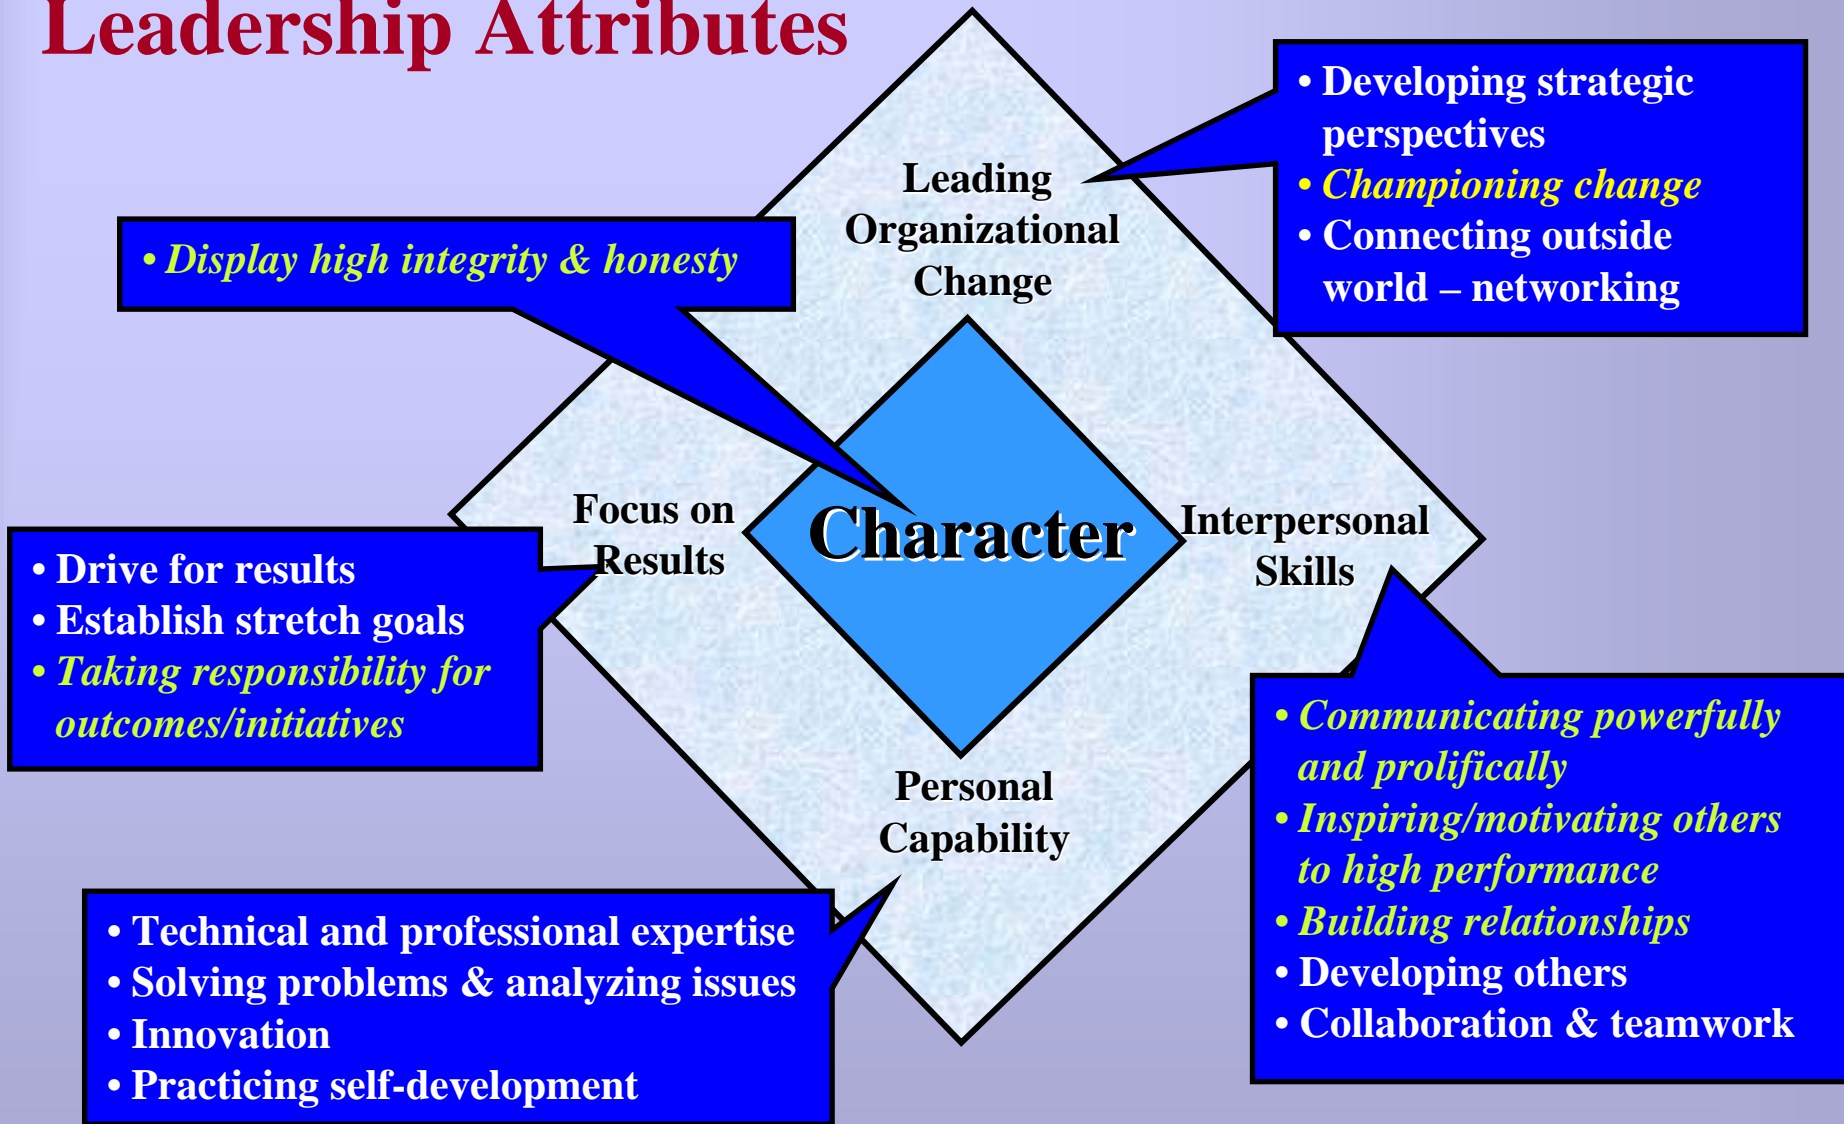 Leadership Attributes
• Developing strategic
perspectives
• Championing change
• Connecting outside
world – networking
Leading
Organizational
Change
• Display high integrity & honesty
Focus on
Results
Character
Interpersonal
Skills
• Drive for results
• Establish stretch goals
• Taking responsibility for
outcomes/initiatives
• Communicating powerfully
and prolifically
• Inspiring/motivating others
to high performance
• Building relationships
• Developing others
• Collaboration & teamwork
Personal
Capability
• Technical and professional expertise
• Solving problems & analyzing issues
• Innovation
• Practicing self-development